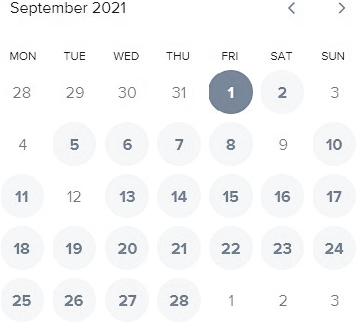 September 2021 < >
MON TUE WED THU FRI SAT SUN
28 29 30 31 1 2 3
4 5 6 7 8 9 10
11 12 13 14 15 16 17
18 19 20 21 22 23 24
25 26 27 28 1 2 3